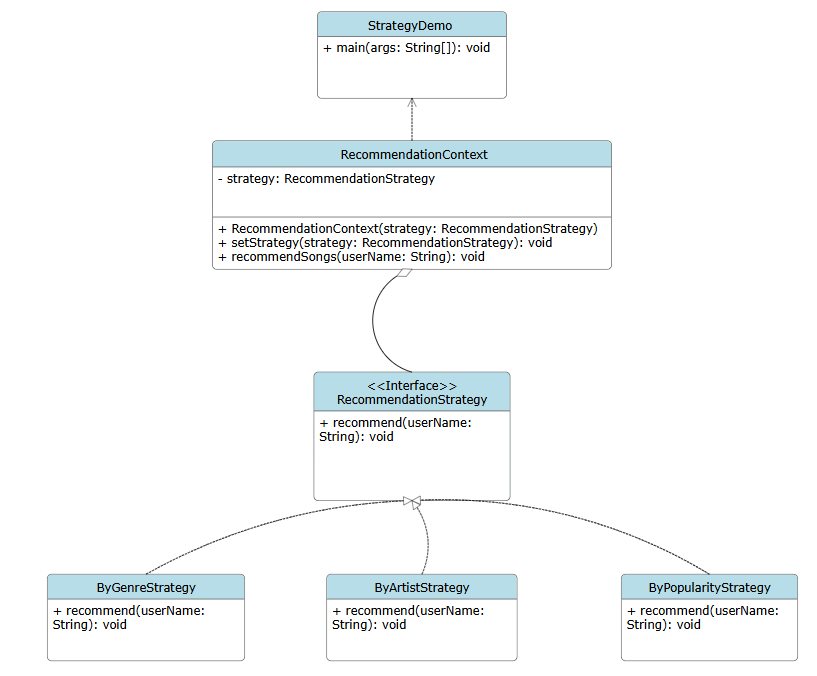 StrategyDemo
+ main(args: String[]): void
RecommendationContext
- strategy: RecommendationStrategy
+ RecommendationContext(strategy: RecommendationStrategy)
+ setStrategy(strategy: RecommendationStrategy): void
+ recommendSongs(userName: String): void
<<Interface>>
RecommendationStrategy
+ recommend(userName:
String): void
ByGenreStrategy
+ recommend(userName:
String): void
ByArtistStrategy
+ recommend(userName:
String): void
ByPopularityStrategy
+ recommend(userName:
String): void